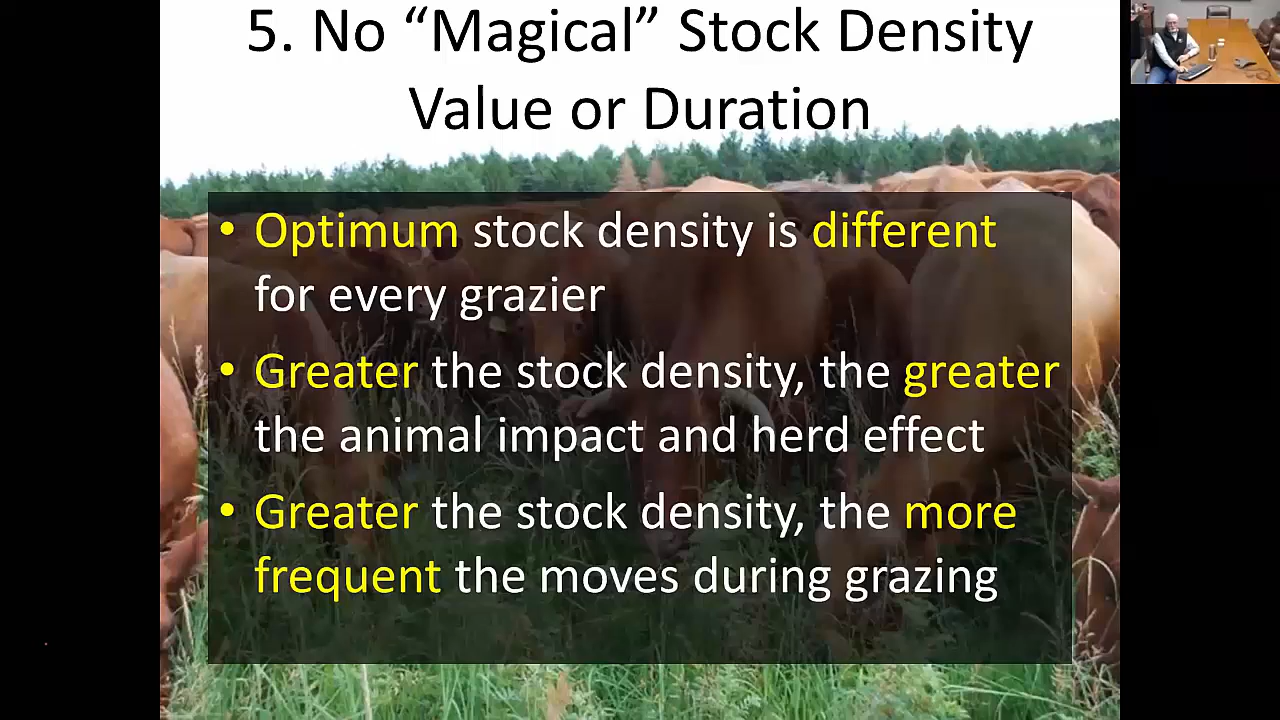 5. No “Magical” Stock Density
Value or Duration
• Optimum stock density is different
for every grazier
• Greater the stock density, the greater
the animal impact and herd effect
• Greater the stock density, the more
frequent the moves during grazing